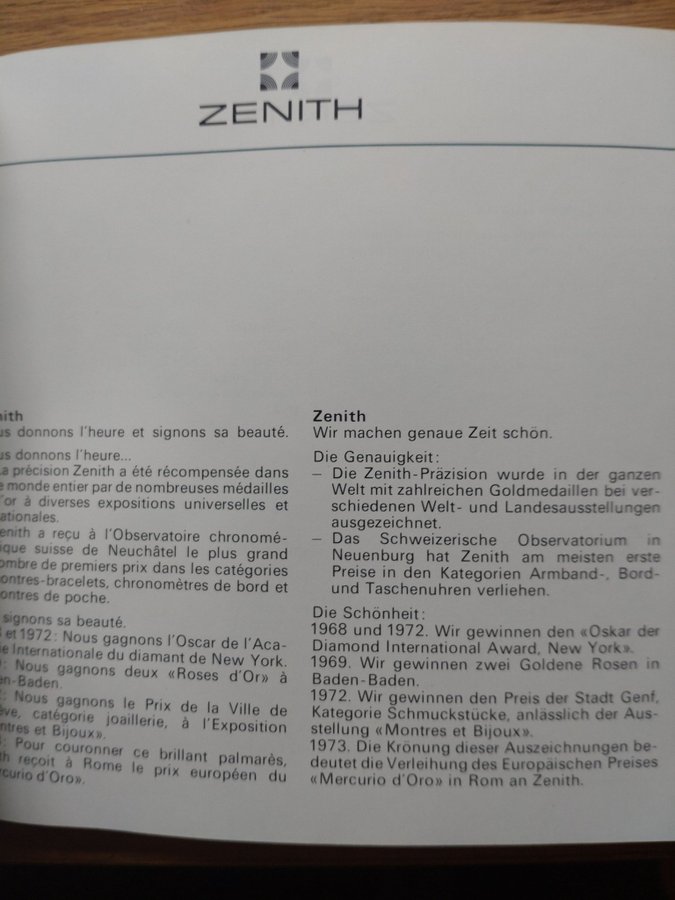 ZENITH
us donnons l'heure et signons sa beauté.
us donnons l'heure...
a précision Zenith a été récompensée dans
monde entier par de nombreuses médailles
'or à diverses expositions universelles et
ationales.
enith a reçu à l'Observatoire chronomé-
ique suisse de Neuchâtel le plus grand
ombre de premiers prix dans les catégories
ontres-bracelets, chronomètres de bord et
ontres de poche.
signons sa beauté.
et 1972: Nous gagnons l'Oscar de l'Aca-
ie Internationale du diamant de New York.
: Nous gagnons deux «Roses d'Or» à
en-Baden.
: Nous gagnons le Prix de la Ville de
ève, catégorie joaillerie, à l'Exposition
ntres et Bijoux».
: Pour couronner ce brillant palmarès,
th reçoit à Rome le prix européen du
rcurio d'Oro».
Zenith
Wir machen genaue Zeit schön.
Die Genauigkeit:
– Die Zenith-Präzision wurde in der ganzen
Welt mit zahlreichen Goldmedaillen bei ver-
schiedenen Welt- und Landesausstellungen
ausgezeichnet.
– Das Schweizerische Observatorium in
Neuenburg hat Zenith am meisten erste
Preise in den Kategorien Armband-, Bord-
und Taschenuhren verliehen.
Die Schönheit:
1968 und 1972. Wir gewinnen den «Oskar der
Diamond International Award, New York».
1969. Wir gewinnen zwei Goldene Rosen in
Baden-Baden.
1972. Wir gewinnen den Preis der Stadt Genf,
Kategorie Schmuckstücke, anlässlich der Aus-
stellung «Montres et Bijoux».
1973. Die Krönung dieser Auszeichnungen be-
deutet die Verleihung des Europäischen Preises
«Mercurio d'Oro» in Rom an Zenith.